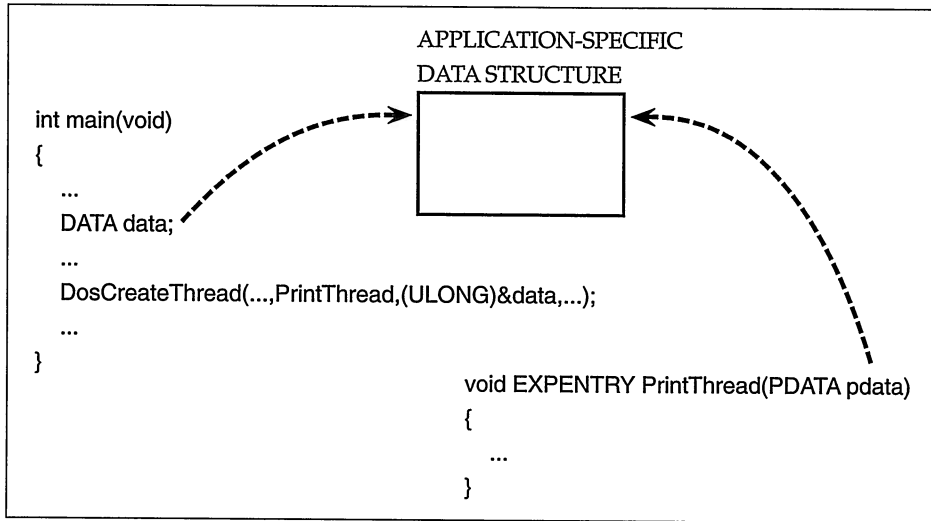 APPLICATION-SPECIFIC
DATA STRUCTURE
int main(void)
{
...
DATA data;
...
DosCreateThread(...,PrintThread,(ULONG)&data,...);
...
}
void EXPENTRY PrintThread(PDATA pdata)
{
...
}